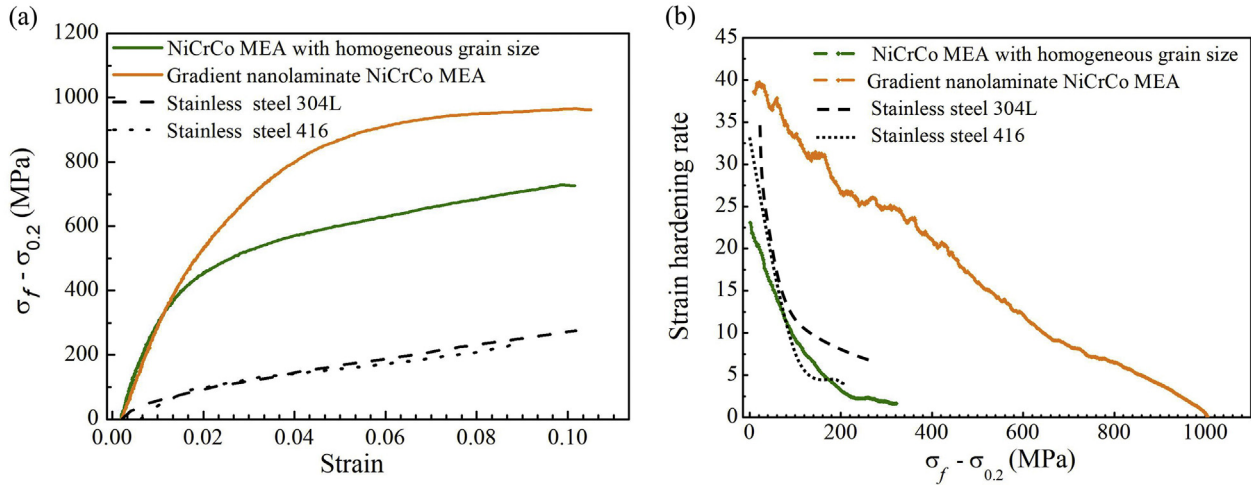 (a)
1200
1000
800
600
400
200
0
σf - σ0.2 (MPa)
NiCrCo MEA with homogeneous grain size
Gradient nanolaminate NiCrCo MEA
Stainless steel 304L
Stainless steel 416
0.00 0.02 0.04 0.06 0.08 0.10
Strain
(b)
45
40
35
30
25
20
15
10
5
0
Strain hardening rate
NiCrCo MEA with homogeneous grain size
Gradient nanolaminate NiCrCo MEA
Stainless steel 304L
Stainless steel 416
0 200 400 600 800 1000
σf - σ0.2 (MPa)